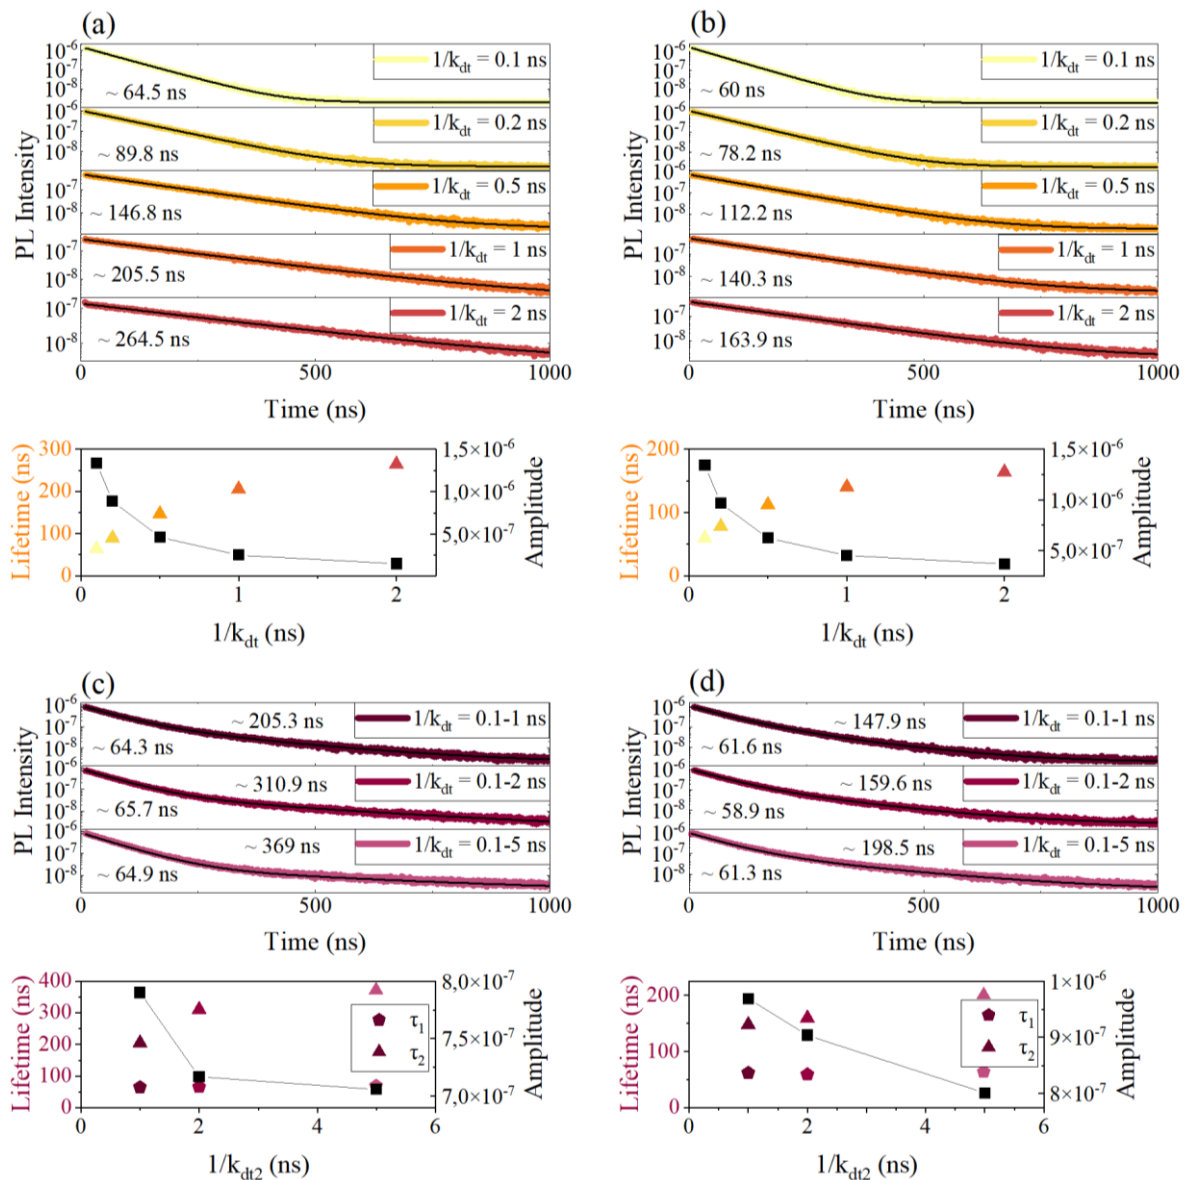 (a)
10⁻⁶
10⁻⁷
10⁻⁸
1/k_dt = 0.1 ns
~ 64.5 ns
10⁻⁶
10⁻⁷
10⁻⁸
1/k_dt = 0.2 ns
~ 89.8 ns
10⁻⁷
10⁻⁸
1/k_dt = 0.5 ns
~ 146.8 ns
10⁻⁷
10⁻⁸
1/k_dt = 1 ns
~ 205.5 ns
10⁻⁷
10⁻⁸
1/k_dt = 2 ns
~ 264.5 ns
PL Intensity
0 500 1000
Time (ns)
300
200
100
0
Lifetime (ns)
1,5×10⁻⁶
1,0×10⁻⁶
5,0×10⁻⁷
Amplitude
0 1 2
1/k_dt (ns)
(b)
10⁻⁶
10⁻⁷
10⁻⁸
1/k_dt = 0.1 ns
~ 60 ns
10⁻⁶
10⁻⁷
10⁻⁸
1/k_dt = 0.2 ns
~ 78.2 ns
10⁻⁶
10⁻⁷
10⁻⁸
1/k_dt = 0.5 ns
~ 112.2 ns
10⁻⁷
10⁻⁸
1/k_dt = 1 ns
~ 140.3 ns
10⁻⁷
10⁻⁸
1/k_dt = 2 ns
~ 163.9 ns
PL Intensity
0 500 1000
Time (ns)
200
100
0
Lifetime (ns)
1,5×10⁻⁶
1,0×10⁻⁶
5,0×10⁻⁷
Amplitude
0 1 2
1/k_dt (ns)
(c)
10⁻⁶
10⁻⁷
10⁻⁸
~ 205.3 ns
1/k_dt = 0.1-1 ns
~ 64.3 ns
10⁻⁶
10⁻⁷
10⁻⁸
~ 310.9 ns
1/k_dt = 0.1-2 ns
~ 65.7 ns
10⁻⁶
10⁻⁷
10⁻⁸
~ 369 ns
1/k_dt = 0.1-5 ns
~ 64.9 ns
PL Intensity
0 500 1000
Time (ns)
400
300
200
100
0
Lifetime (ns)
τ₁
τ₂
8,0×10⁻⁷
7,5×10⁻⁷
7,0×10⁻⁷
Amplitude
0 2 4 6
1/k_dt2 (ns)
(d)
10⁻⁶
10⁻⁷
10⁻⁸
~ 147.9 ns
1/k_dt = 0.1-1 ns
~ 61.6 ns
10⁻⁶
10⁻⁷
10⁻⁸
~ 159.6 ns
1/k_dt = 0.1-2 ns
~ 58.9 ns
10⁻⁶
10⁻⁷
10⁻⁸
~ 198.5 ns
1/k_dt = 0.1-5 ns
~ 61.3 ns
PL Intensity
0 500 1000
Time (ns)
200
100
0
Lifetime (ns)
τ₁
τ₂
1×10⁻⁶
9×10⁻⁷
8×10⁻⁷
Amplitude
0 2 4 6
1/k_dt2 (ns)